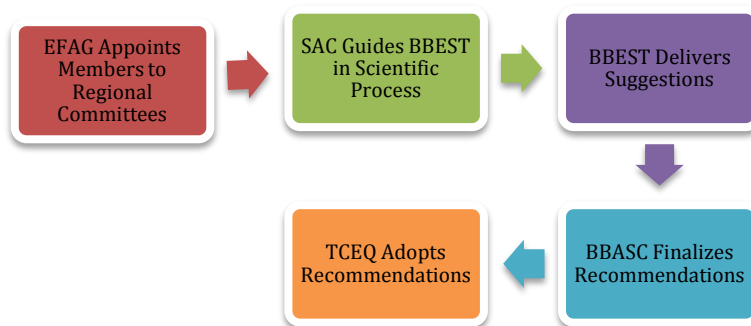 EFAG Appoints
Members to
Regional
Committees
SAC Guides BBEST
in Scientific
Process
BBEST Delivers
Suggestions
BBASC Finalizes
Recommendations
TCEQ Adopts
Recommendations